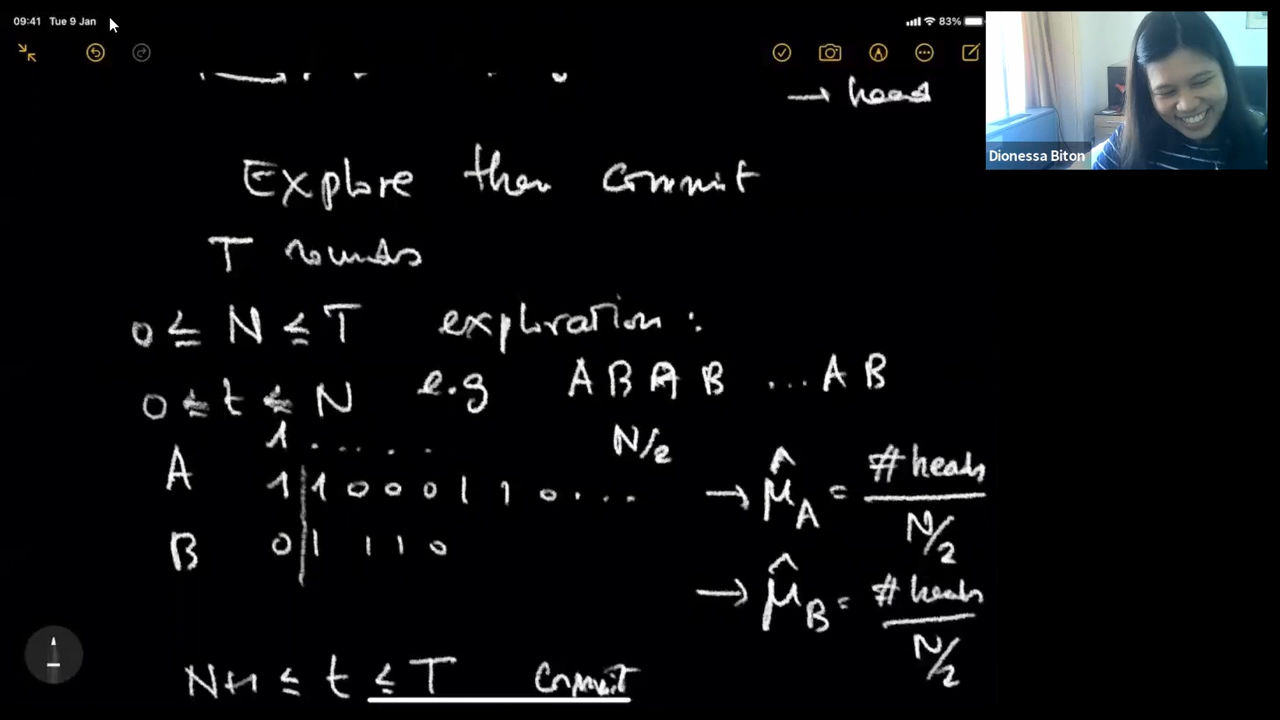 09:41 Tue 9 Jan
83%
→ heads
Dionessa Biton
Explore then commit
T rounds
0 ≤ N ≤ T exploration :
0 ≤ t ≤ N e.g A B A B ... A B
1 . . . . .
N/2
A 1 | 1 0 0 0 1 1 0 . . . .
→ μ̂A = # heads / N/2
B 0 | 1 1 1 0
→ μ̂B = # heads / N/2
N+1 ≤ t ≤ T Commit